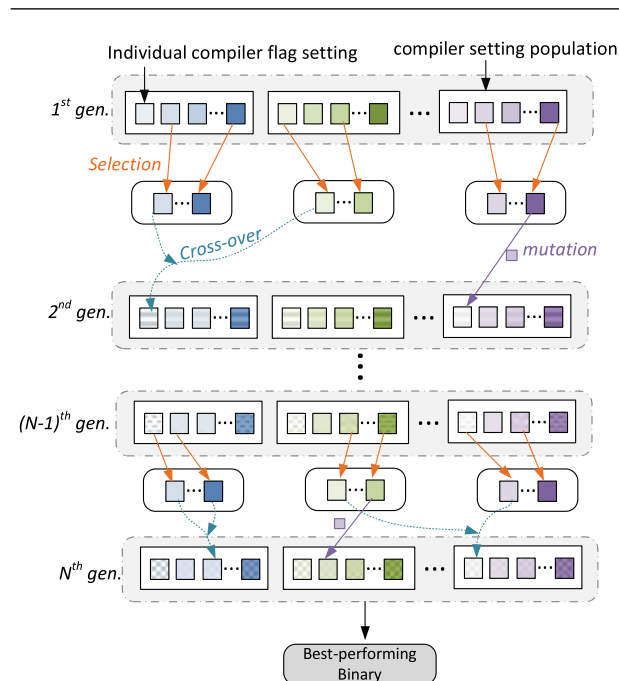 Individual compiler flag setting
compiler setting population
1st gen.
Selection
Cross-over
mutation
2nd gen.
(N-1)th gen.
Nth gen.
Best-performing
Binary